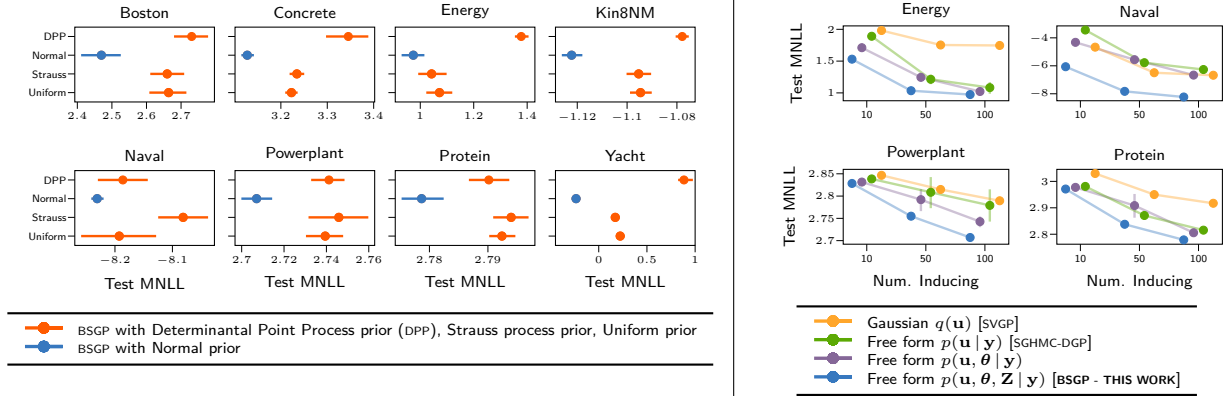 Boston
Concrete
Energy
Kin8NM
DPP
Normal
Strauss
Uniform
2.4 2.5 2.6 2.7
3.2 3.3 3.4
1 1.2 1.4
−1.12 −1.1 −1.08
Naval
Powerplant
Protein
Yacht
DPP
Normal
Strauss
Uniform
−8.2 −8.1
2.7 2.72 2.74 2.76
2.78 2.79
0 0.5 1
Test MNLL
Test MNLL
Test MNLL
Test MNLL
BSGP with Determinantal Point Process prior (DPP), Strauss process prior, Uniform prior
BSGP with Normal prior
Energy
Naval
Test MNLL
2
1.5
1
10 50 100
−4
−6
−8
10 50 100
Powerplant
Protein
Test MNLL
2.85
2.8
2.75
2.7
10 50 100
3
2.9
2.8
10 50 100
Num. Inducing
Num. Inducing
Gaussian q(u) [SVGP]
Free form p(u | y) [SGHMC-DGP]
Free form p(u, θ | y)
Free form p(u, θ, Z | y) [BSGP - THIS WORK]